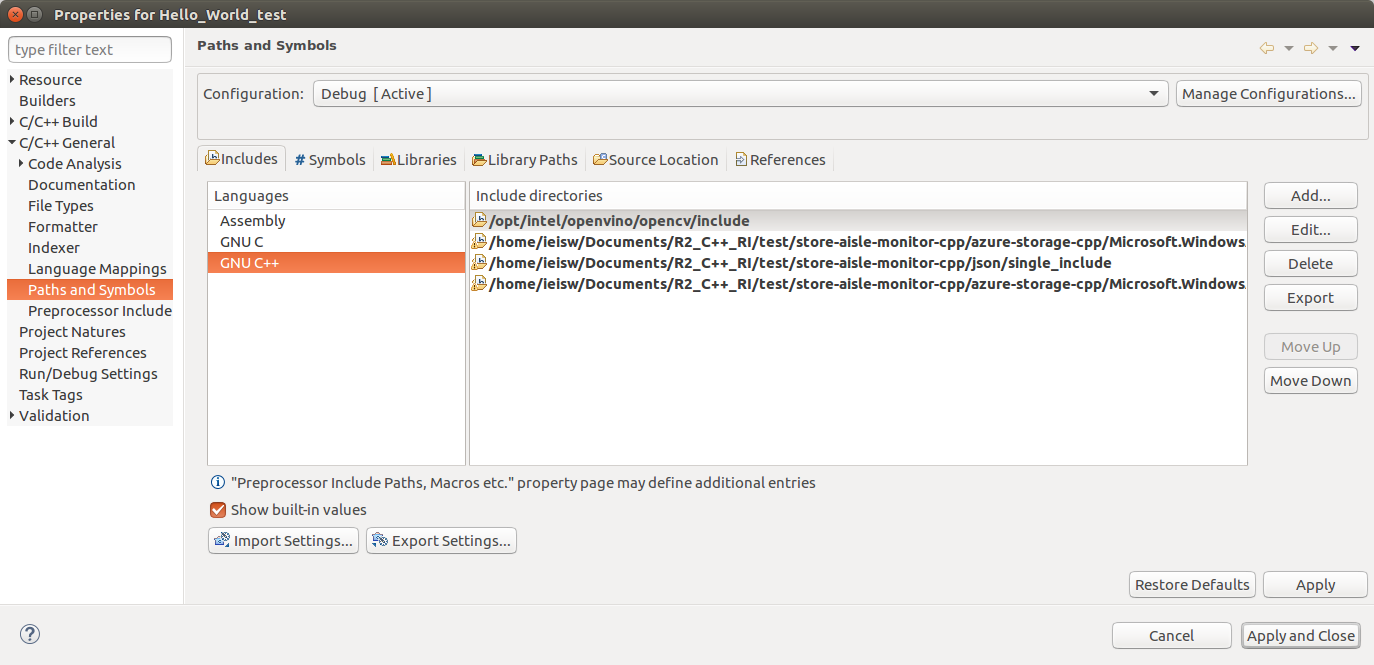 Properties for Hello_World_test
type filter text
Resource
Builders
C/C++ Build
C/C++ General
Code Analysis
Documentation
File Types
Formatter
Indexer
Language Mappings
Paths and Symbols
Preprocessor Include
Project Natures
Project References
Run/Debug Settings
Task Tags
Validation
Paths and Symbols
Configuration: Debug [ Active ] Manage Configurations...
Includes # Symbols Libraries Library Paths Source Location References
Languages
Assembly
GNU C
GNU C++
Include directories
/opt/intel/openvino/opencv/include
/home/ieisw/Documents/R2_C++_RI/test/store-aisle-monitor-cpp/azure-storage-cpp/Microsoft.Windows.
/home/ieisw/Documents/R2_C++_RI/test/store-aisle-monitor-cpp/json/single_include
/home/ieisw/Documents/R2_C++_RI/test/store-aisle-monitor-cpp/azure-storage-cpp/Microsoft.Windows.
Add...
Edit...
Delete
Export
Move Up
Move Down
"Preprocessor Include Paths, Macros etc." property page may define additional entries
Show built-in values
Import Settings... Export Settings...
Restore Defaults Apply
Cancel Apply and Close